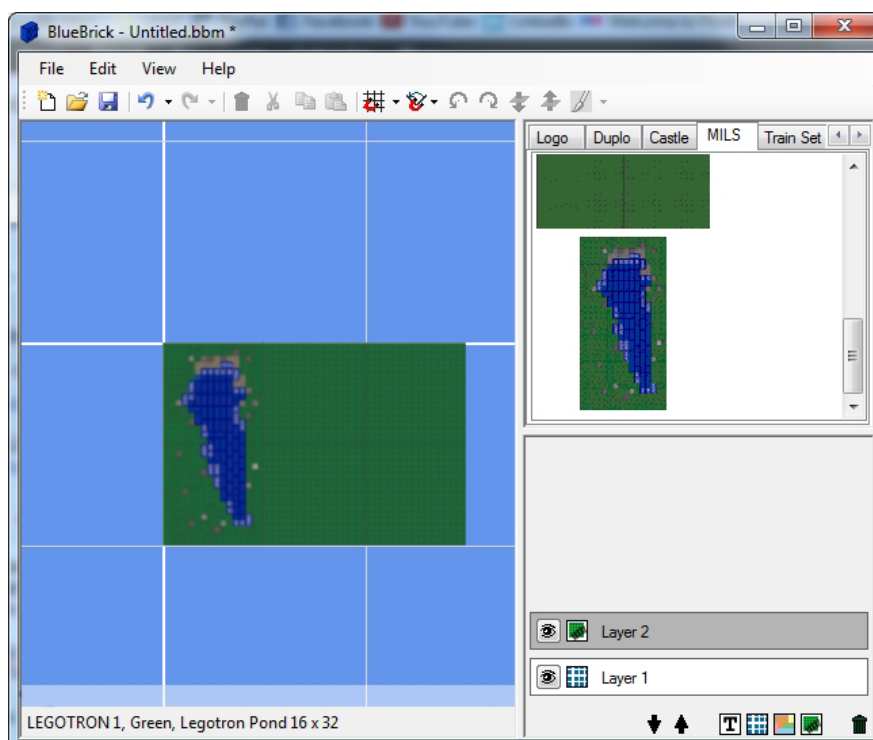 BlueBrick - Untitled.bbm *
File Edit View Help
Logo Duplo Castle MILS Train Set
Layer 2
Layer 1
LEGOTRON 1, Green, Legotron Pond 16 x 32
T